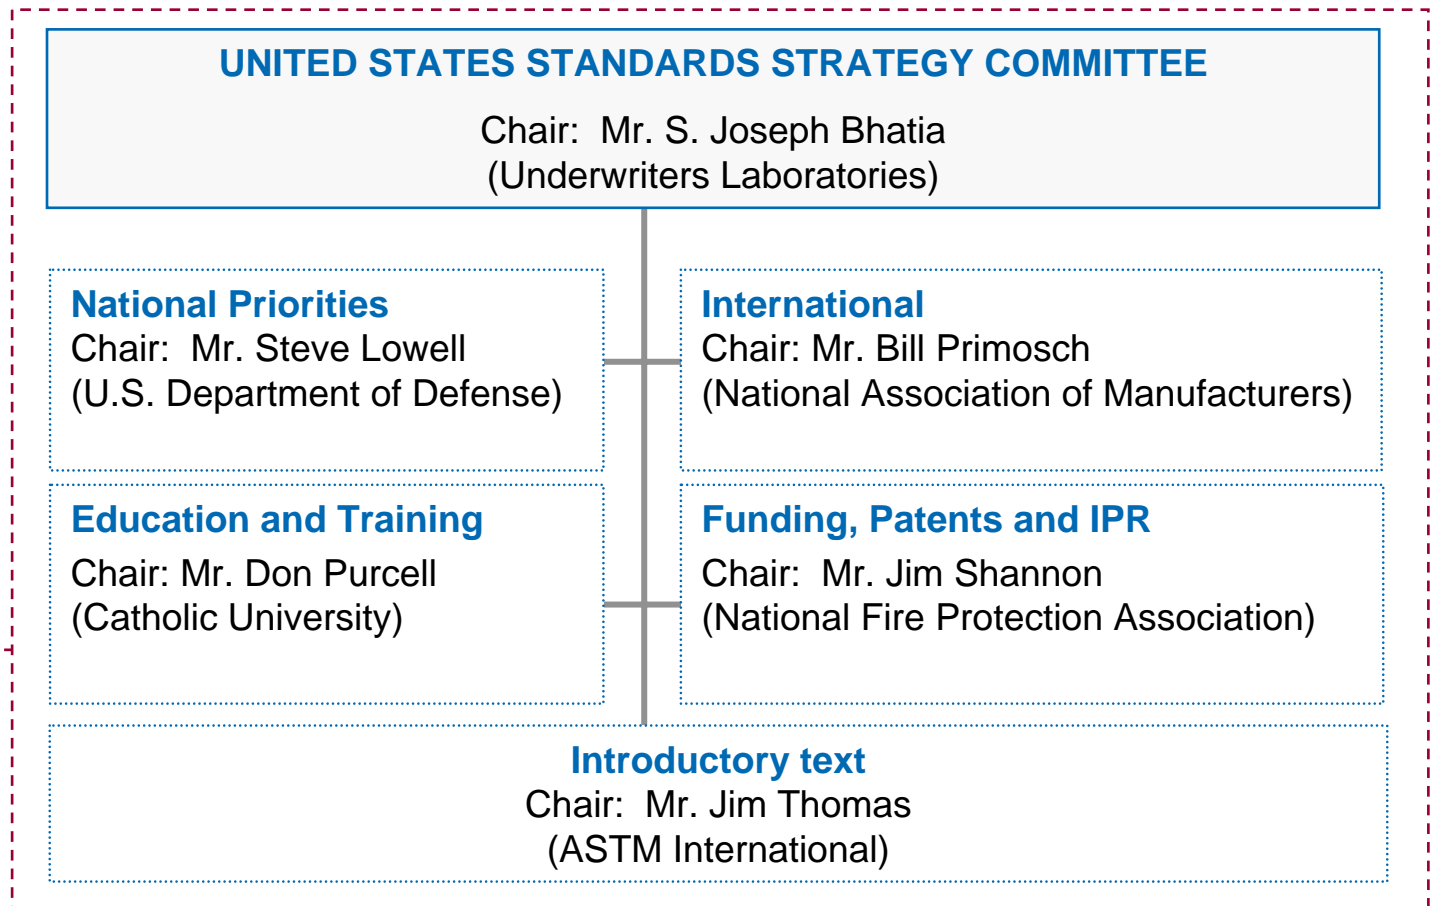 UNITED STATES STANDARDS STRATEGY COMMITTEE
Chair:  Mr. S. Joseph Bhatia
(Underwriters Laboratories)
National Priorities
Chair:  Mr. Steve Lowell
(U.S. Department of Defense)
International
Chair: Mr. Bill Primosch
(National Association of Manufacturers)
Education and Training
Chair: Mr. Don Purcell
(Catholic University)
Funding, Patents and IPR
Chair:  Mr. Jim Shannon
(National Fire Protection Association)
Introductory text
Chair:  Mr. Jim Thomas
(ASTM International)